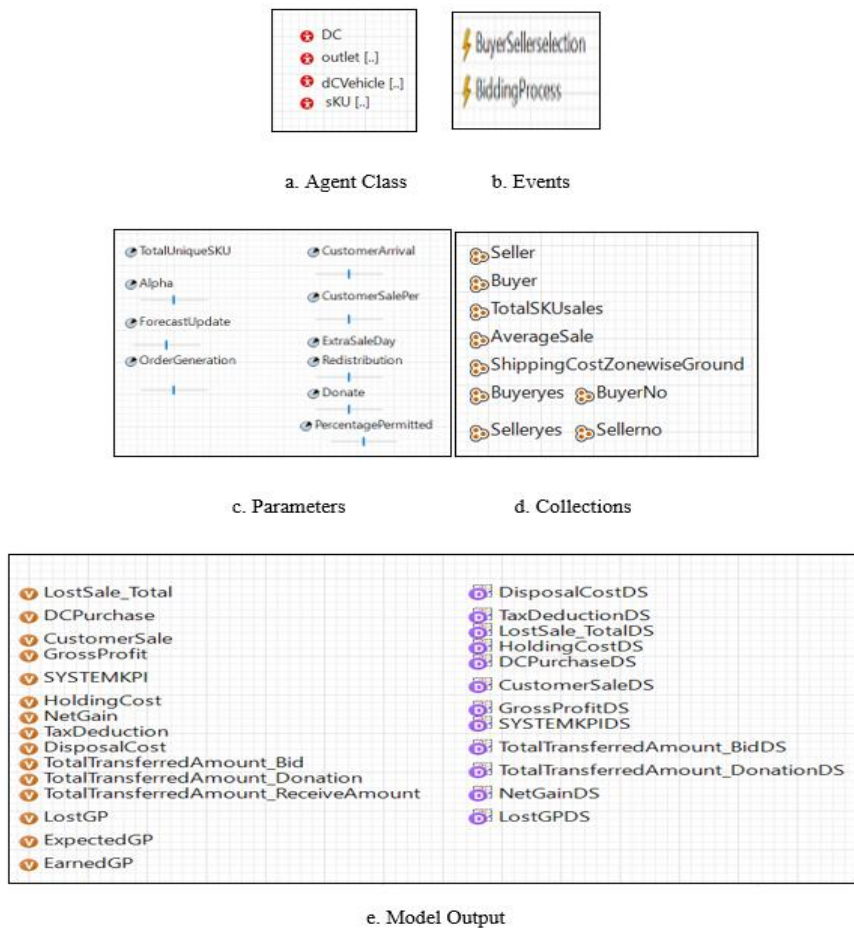 DC
outlet [..]
dCVehicle [..]
sKU [..]
BuyerSellerselection
BiddingProcess
a. Agent Class
b. Events
TotalUniqueSKU
Alpha
ForecastUpdate
OrderGeneration
CustomerArrival
CustomerSalePer
ExtraSaleDay
Redistribution
Donate
PercentagePermitted
Seller
Buyer
TotalSKUsales
AverageSale
ShippingCostZonewiseGround
Buyeryes BuyerNo
Selleryes Sellerno
c. Parameters
d. Collections
V LostSale_Total
V DCPurchase
V CustomerSale
V GrossProfit
V SYSTEMKPI
V HoldingCost
V NetGain
V TaxDeduction
V DisposalCost
V TotalTransferredAmount_Bid
V TotalTransferredAmount_Donation
V TotalTransferredAmount_ReceiveAmount
V LostGP
V ExpectedGP
V EarnedGP
D DisposalCostDS
D TaxDeductionDS
D LostSale_TotalDS
D HoldingCostDS
D DCPurchaseDS
D CustomerSaleDS
D GrossProfitDS
D SYSTEMKPIDS
D TotalTransferredAmount_BidDS
D TotalTransferredAmount_DonationDS
D NetGainDS
D LostGPDS
e. Model Output